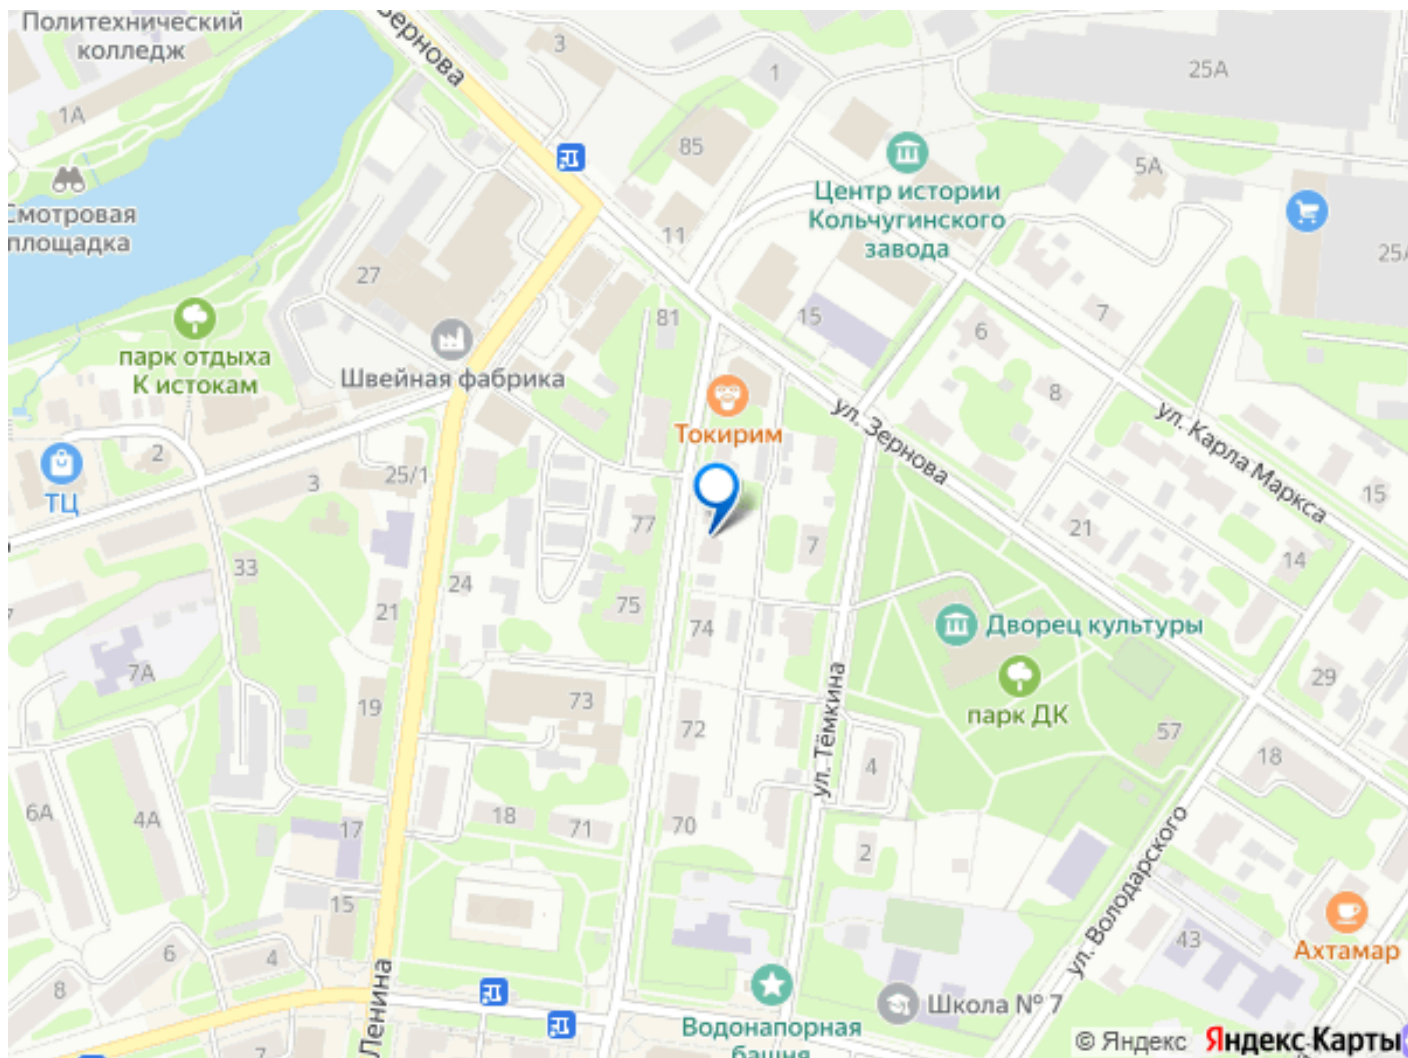 Политехнический
колледж
Зернова
3
1
25А
1А
85
5А
Центр истории
Кольчугинского
завода
Смотровая
площадка
11
25А
27
81
15
6
7
парк отдыха
К истокам
Швейная фабрика
8
ул. Зернова
ул. Карла Маркса
Токирим
2
ТЦ
3
25/1
15
77
21
7
14
33
24
75
21
74
Дворец культуры
7А
19
73
парк ДК
29
72
57
ул. Тёмкина
4
18
6А
4А
17
18
71
70
2
ул. Володарского
15
6
4
43
Ахтамар
8
Ленина
Школа № 7
Водонапорная
башня
7
© Яндекс Яндекс Карты